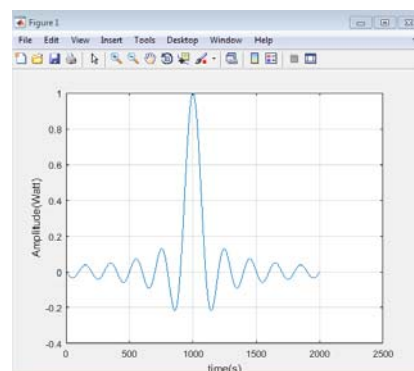 Figure 1
File Edit View Insert Tools Desktop Window Help
1
0.8
0.6
0.4
0.2
0
-0.2
-0.4
0 500 1000 1500 2000 2500
Amplitude(Watt)
time(s)